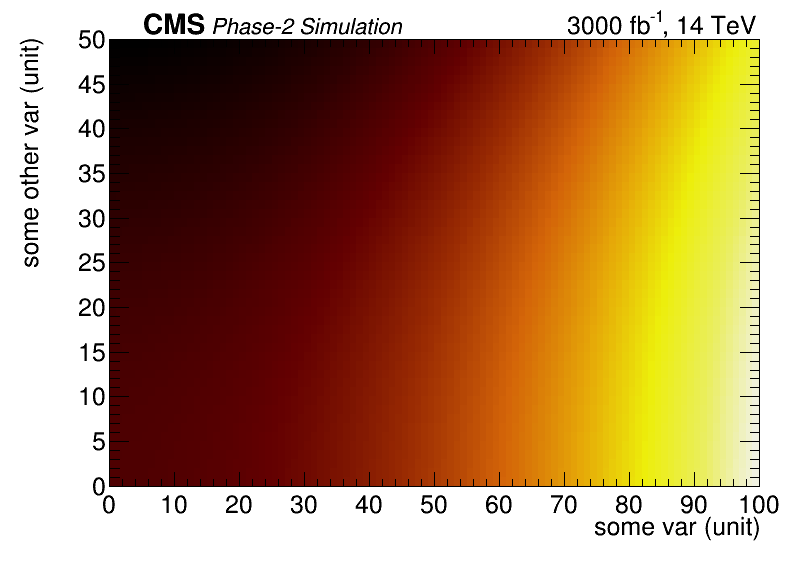 CMS Phase-2 Simulation 3000 fb⁻¹, 14 TeV
some other var (unit)
50
45
40
35
30
25
20
15
10
5
0
0 10 20 30 40 50 60 70 80 90 100
some var (unit)